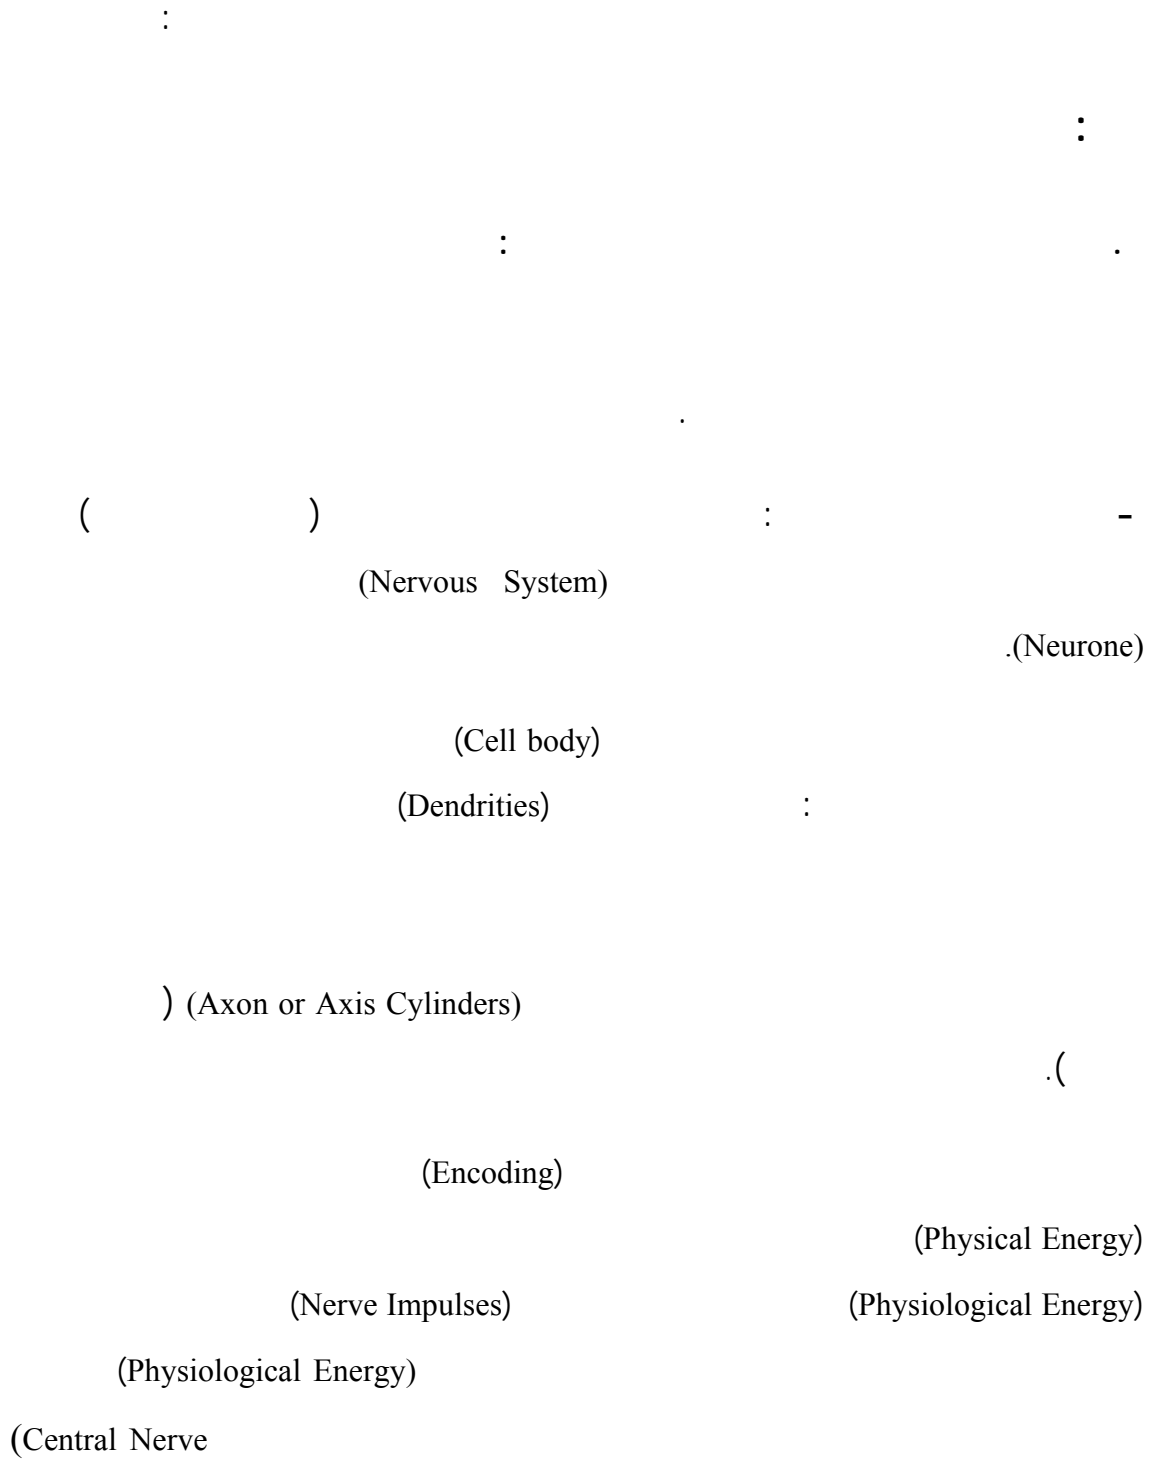 :
:
. :
.
- : ( )
(Nervous System)
(Neurone).
(Cell body)
: (Dendrities)
(Axon or Axis Cylinders) (
).
(Encoding)
(Physical Energy)
(Physiological Energy) (Nerve Impulses)
(Physiological Energy)
(Central Nerve